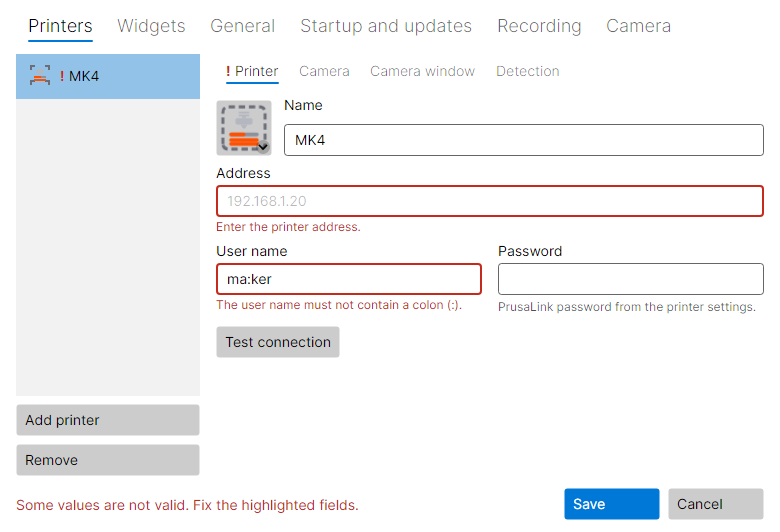 Printers Widgets General Startup and updates Recording Camera
! MK4
! Printer Camera Camera window Detection
Name
MK4
Address
192.168.1.20
Enter the printer address.
User name Password
ma:ker
The user name must not contain a colon (:). PrusaLink password from the printer settings.
Test connection
Add printer
Remove
Some values are not valid. Fix the highlighted fields. Save Cancel